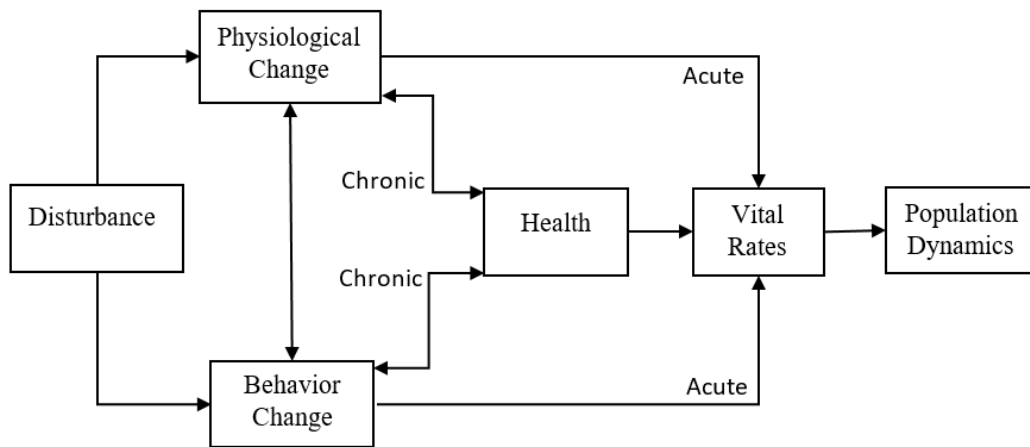 Physiological
Change
Acute
Chronic
Disturbance
Health
Vital
Rates
Population
Dynamics
Chronic
Behavior
Change
Acute